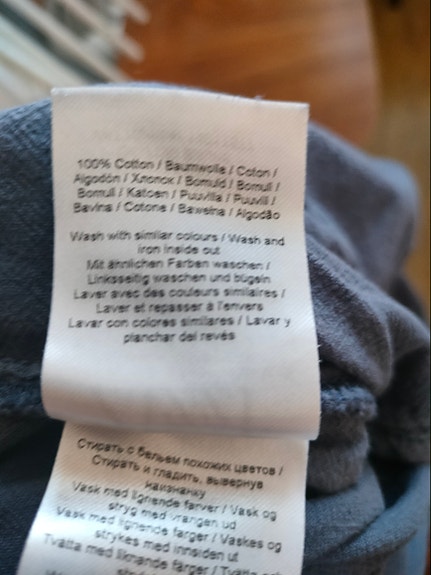 100% Cotton / Baumwolle / Coton /
Algodón / Хлопок / Bomuld / Bomull /
Bomull / Katoen / Puuvilla / Puuvill /
Bavlna / Cotone / Bawełna / Algodão
Wash with similar colours / Wash and
iron inside out
Mit ähnlichen Farben waschen /
Linksseitig waschen und bügeln
Laver avec des couleurs similaires /
Laver et repasser à l'envers
Lavar con colores similares / Lavar y
planchar del revés
Стирать с бельем похожих цветов /
Стирать и гладить, вывернув
наизнанку
Vask med lignende farver / Vask og
stryg med vrangen ud
Vask med lignende farger / Vaskes og
strykes med innsiden ut
Tvätta med liknande färger / Tvätta och